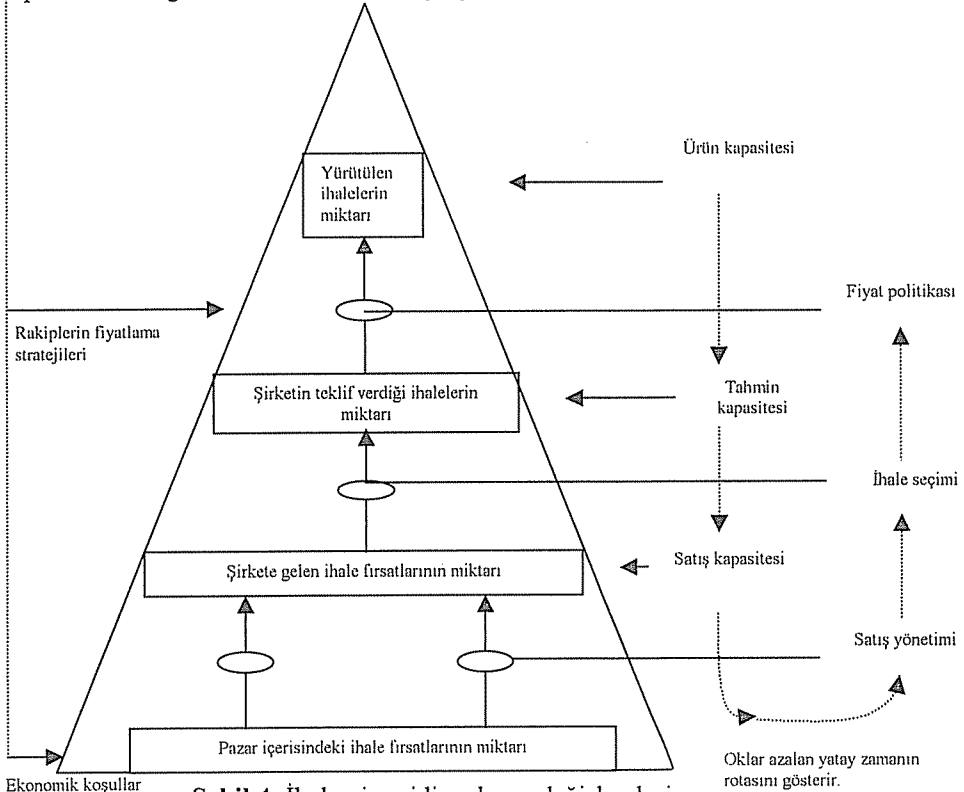 Ürün kapasitesi
Yürütülen
ihalelerin
miktarı
Fiyat politikası
Rakiplerin fiyatlama
stratejileri
Şirketin teklif verdiği ihalelerin
miktarı
Tahmin
kapasitesi
İhale seçimi
Şirkete gelen ihale fırsatlarının miktarı
Satış kapasitesi
Satış yönetimi
Pazar içerisindeki ihale fırsatlarının miktarı
Oklar azalan yatay zamanın
rotasını gösterir.
Ekonomik koşullar